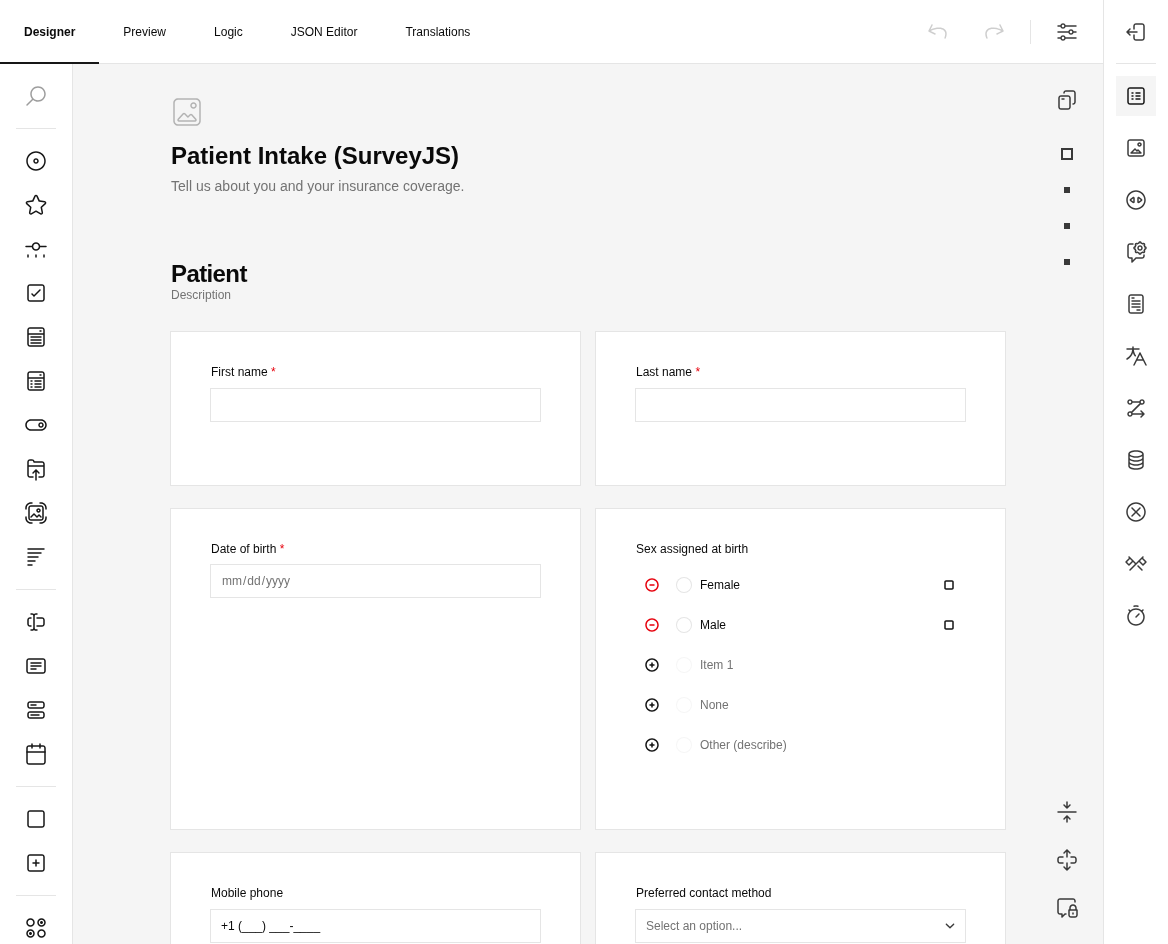 Designer
Preview
Logic
JSON Editor
Translations
Patient Intake (SurveyJS)
Tell us about you and your insurance coverage.
Patient
Description
First name *
Last name *
Date of birth *
mm/dd/yyyy
Sex assigned at birth
Female
Male
Item 1
None
Other (describe)
Mobile phone
+1 (___) ___-____
Preferred contact method
Select an option...